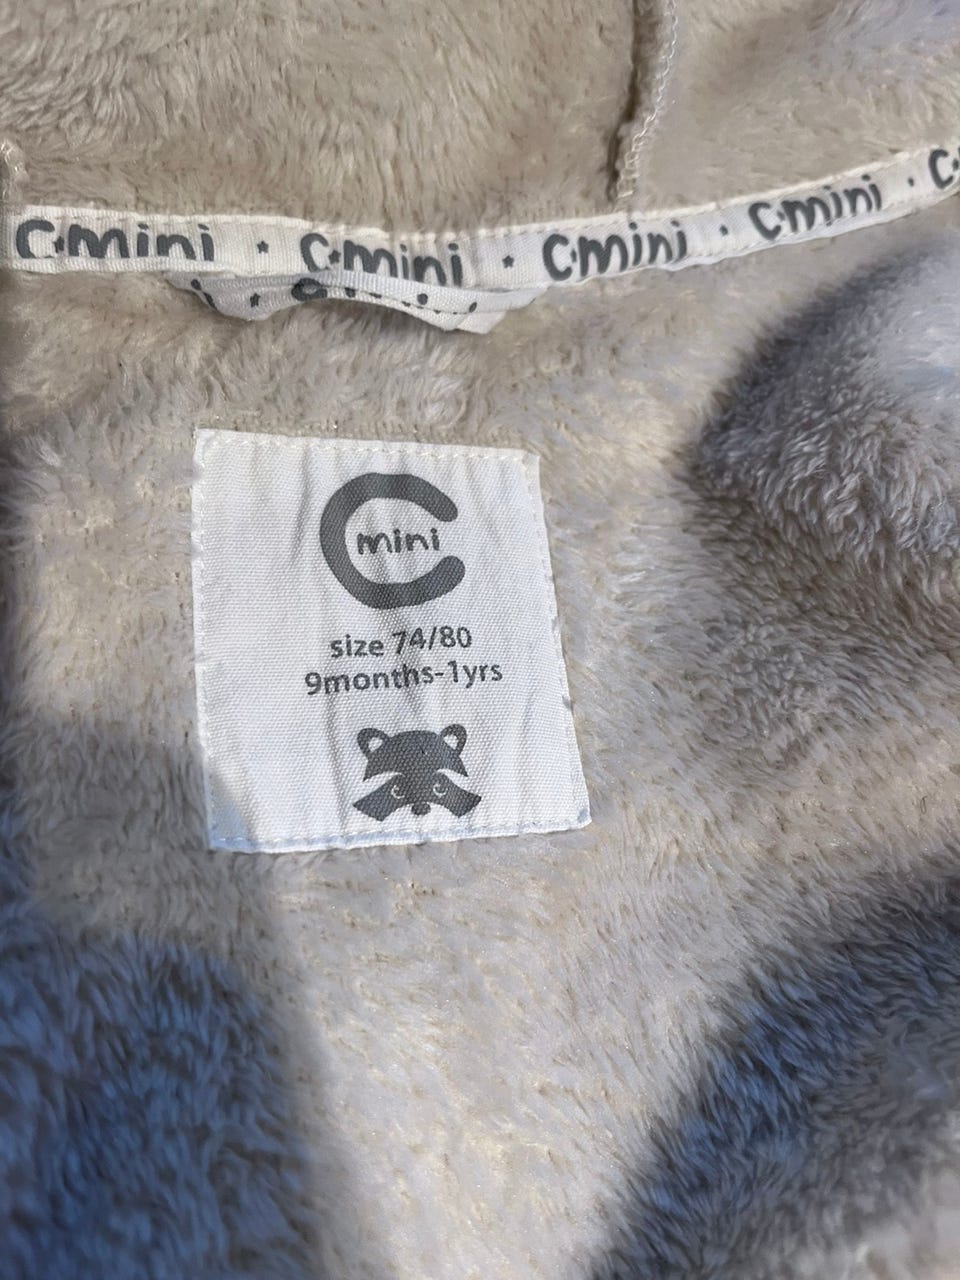 C·mini · C·mini · C·mini · C·mini · C
C mini
size 74/80
9months-1yrs